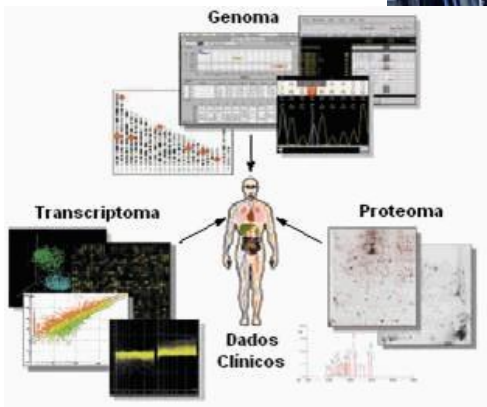 Genoma
Transcriptoma
Proteoma
Dados
Clínicos